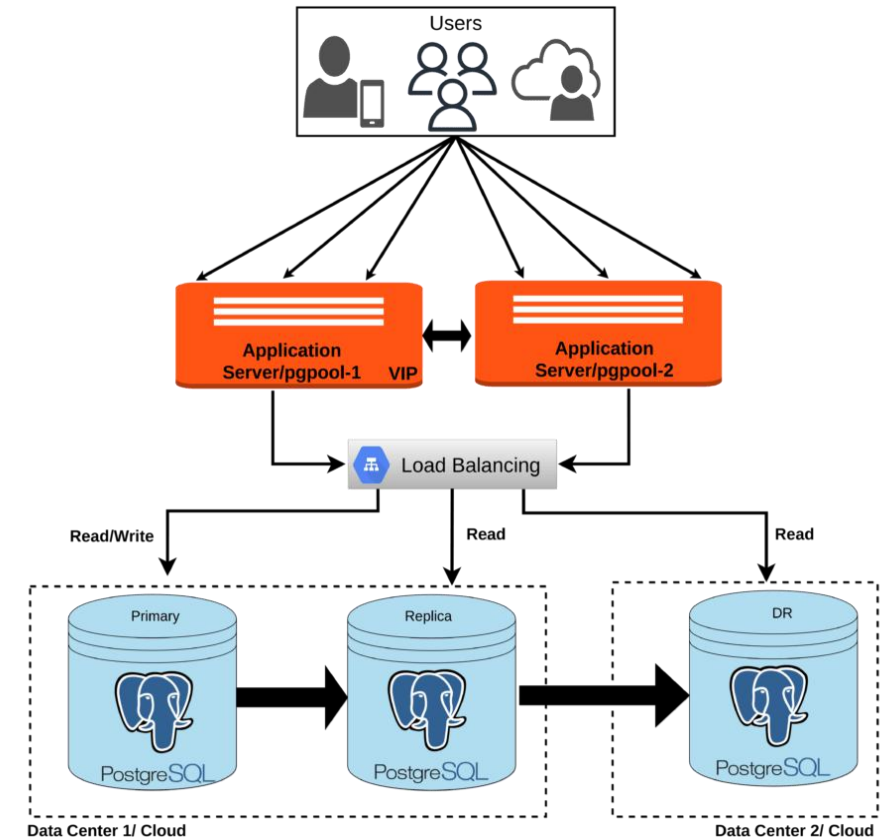 Users
Application
Server/pgpool-1
VIP
Application
Server/pgpool-2
Load Balancing
Read/Write
Read
Read
Primary
Replica
DR
PostgreSQL
PostgreSQL
PostgreSQL
Data Center 1/ Cloud
Data Center 2/ Cloud